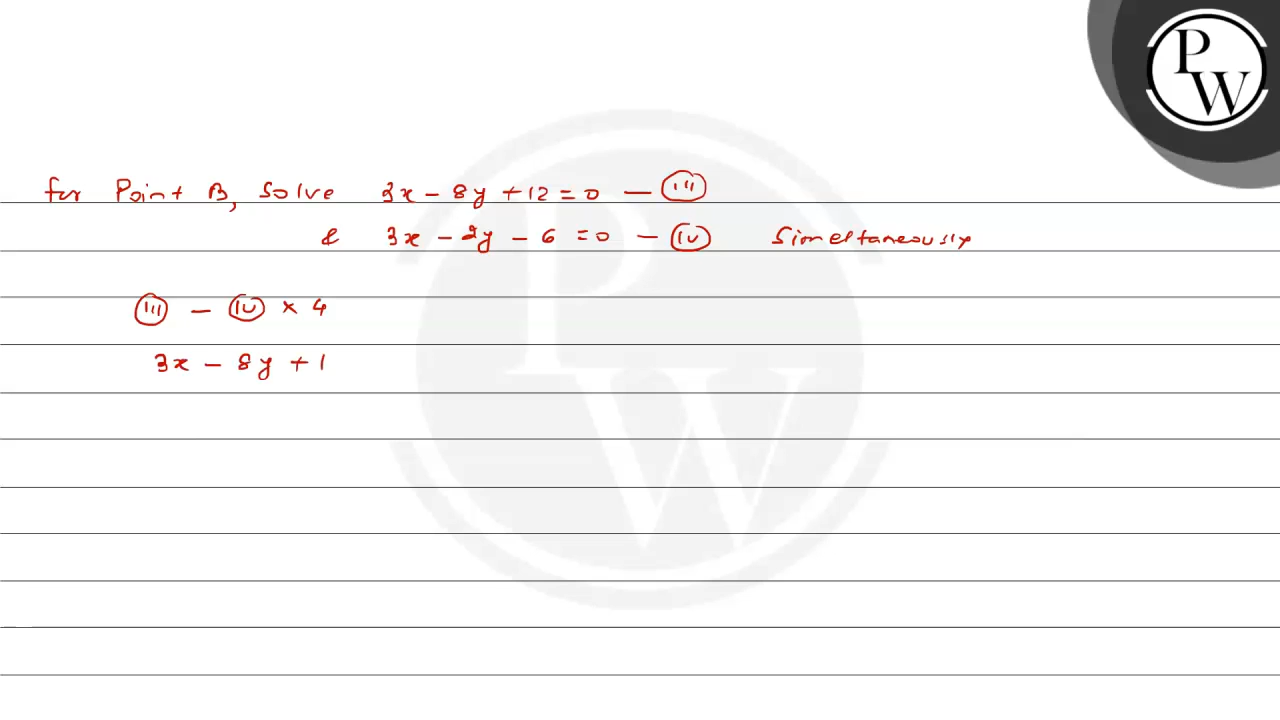 PW
for Point B, solve 3x - 8y + 12 = 0 - (iii)
& 3x - 2y - 6 = 0 - (iv) Simeltaneously
(iii) - (iv) × 4
3x - 8y + 1